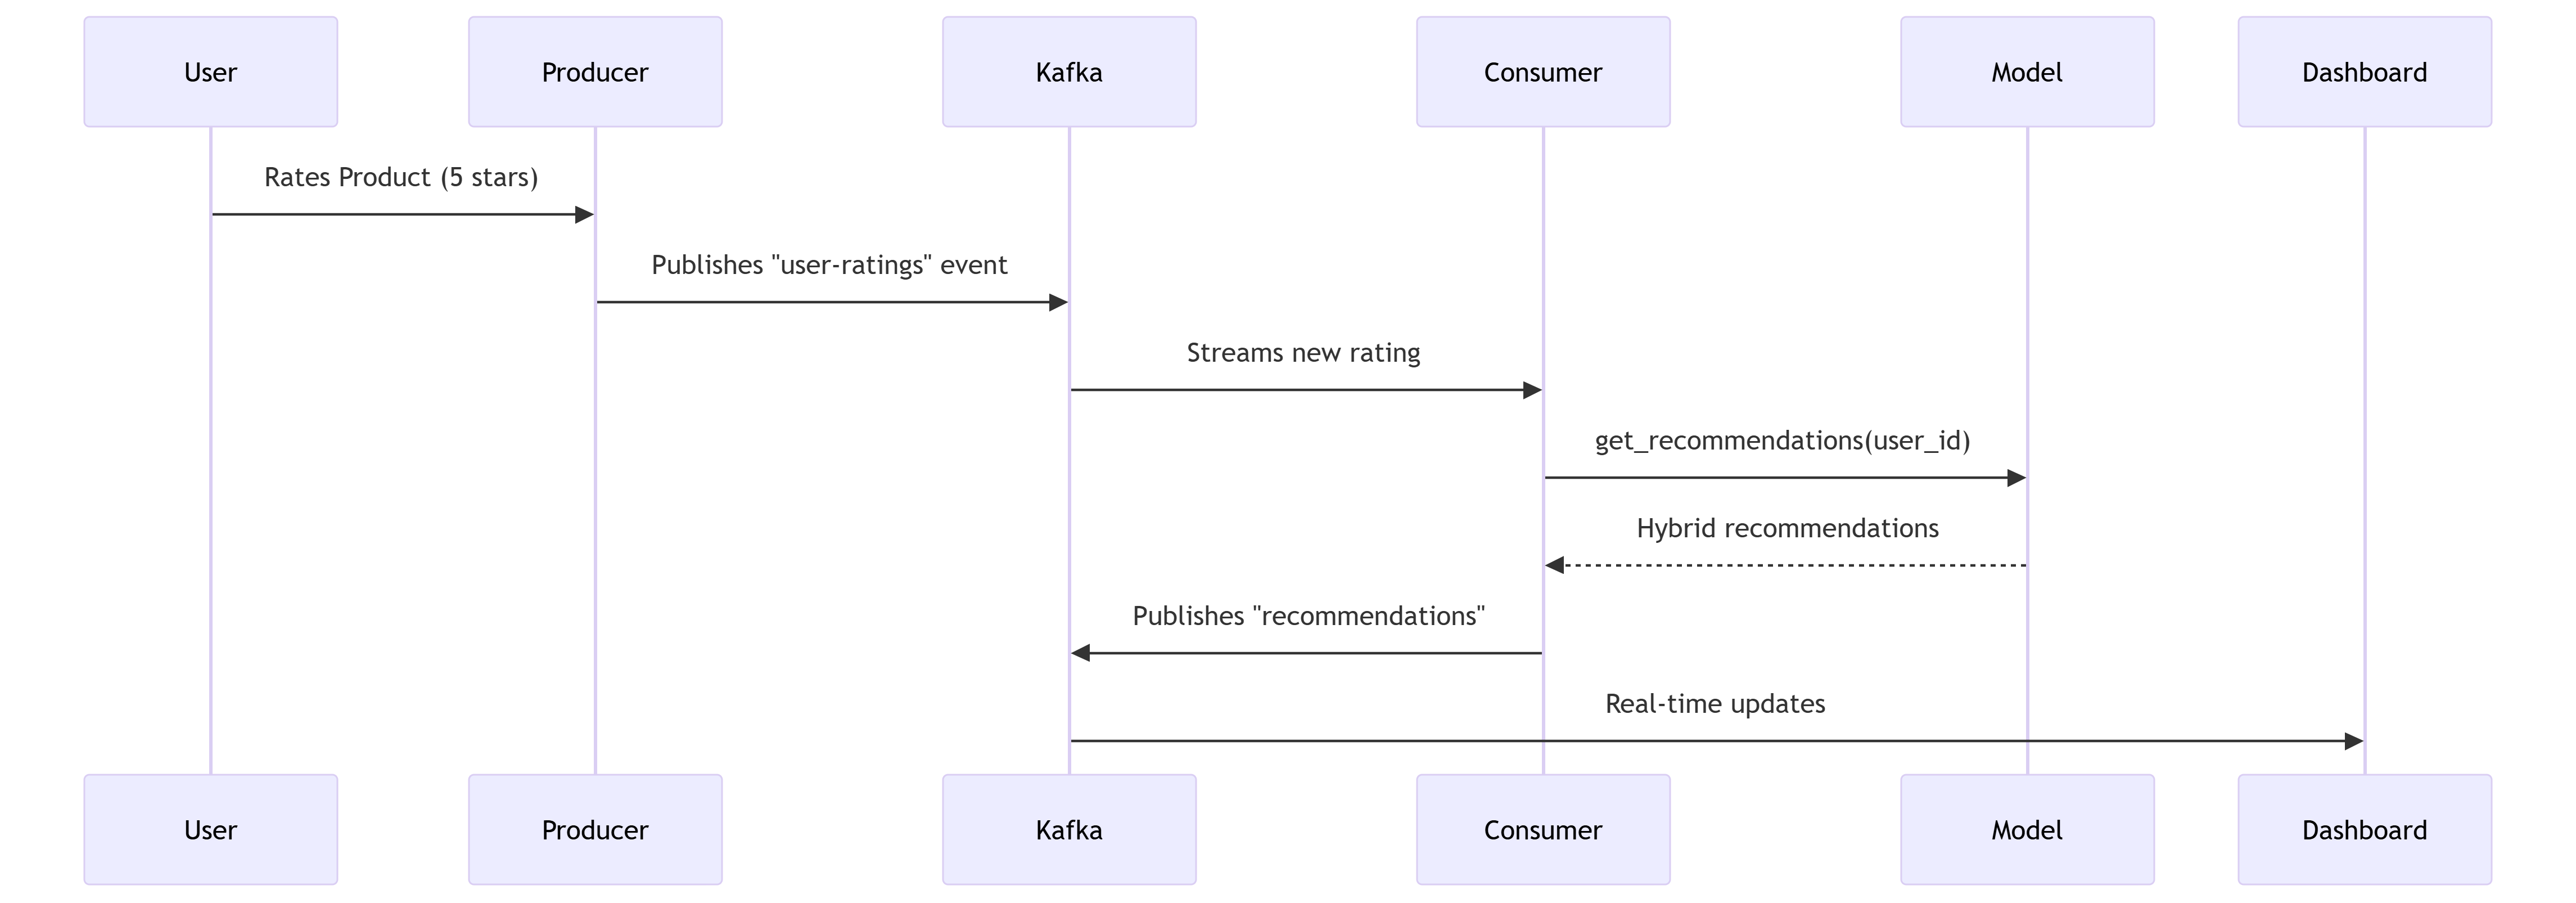 User
Producer
Kafka
Consumer
Model
Dashboard
Rates Product (5 stars)
Publishes "user-ratings" event
Streams new rating
get_recommendations(user_id)
Hybrid recommendations
Publishes "recommendations"
Real-time updates
User
Producer
Kafka
Consumer
Model
Dashboard